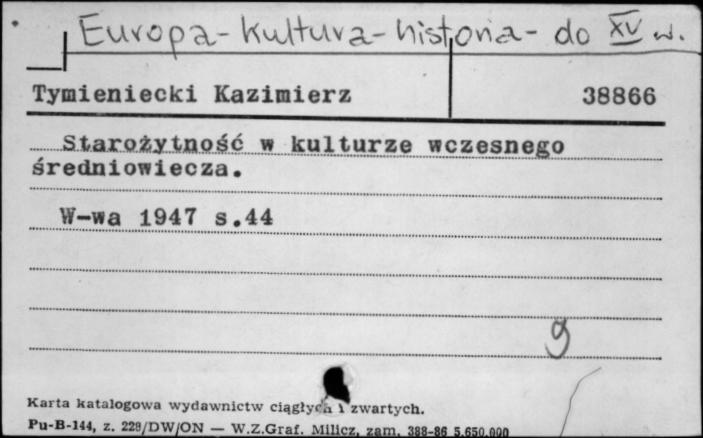 Europa - kultura - historia - do XV w.
Tymieniecki Kazimierz 38866
Starożytność w kulturze wczesnego
średniowiecza.
W-wa 1947 s.44
9
Karta katalogowa wydawnictw ciągłych i zwartych.
Pu-B-144, z. 229/DW/ON — W.Z.Graf. Milicz, zam. 388-86 5.650.000